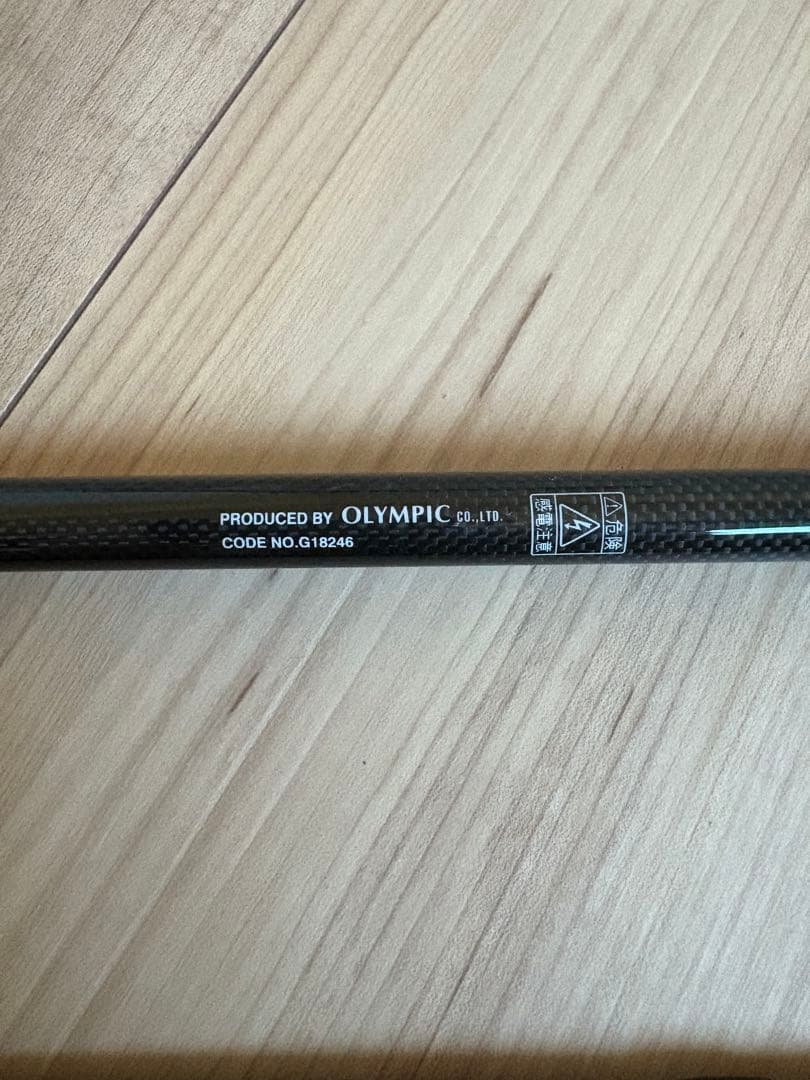 PRODUCED BY OLYMPIC CO.,LTD.
CODE NO.G18246
⚠危険
感電注意